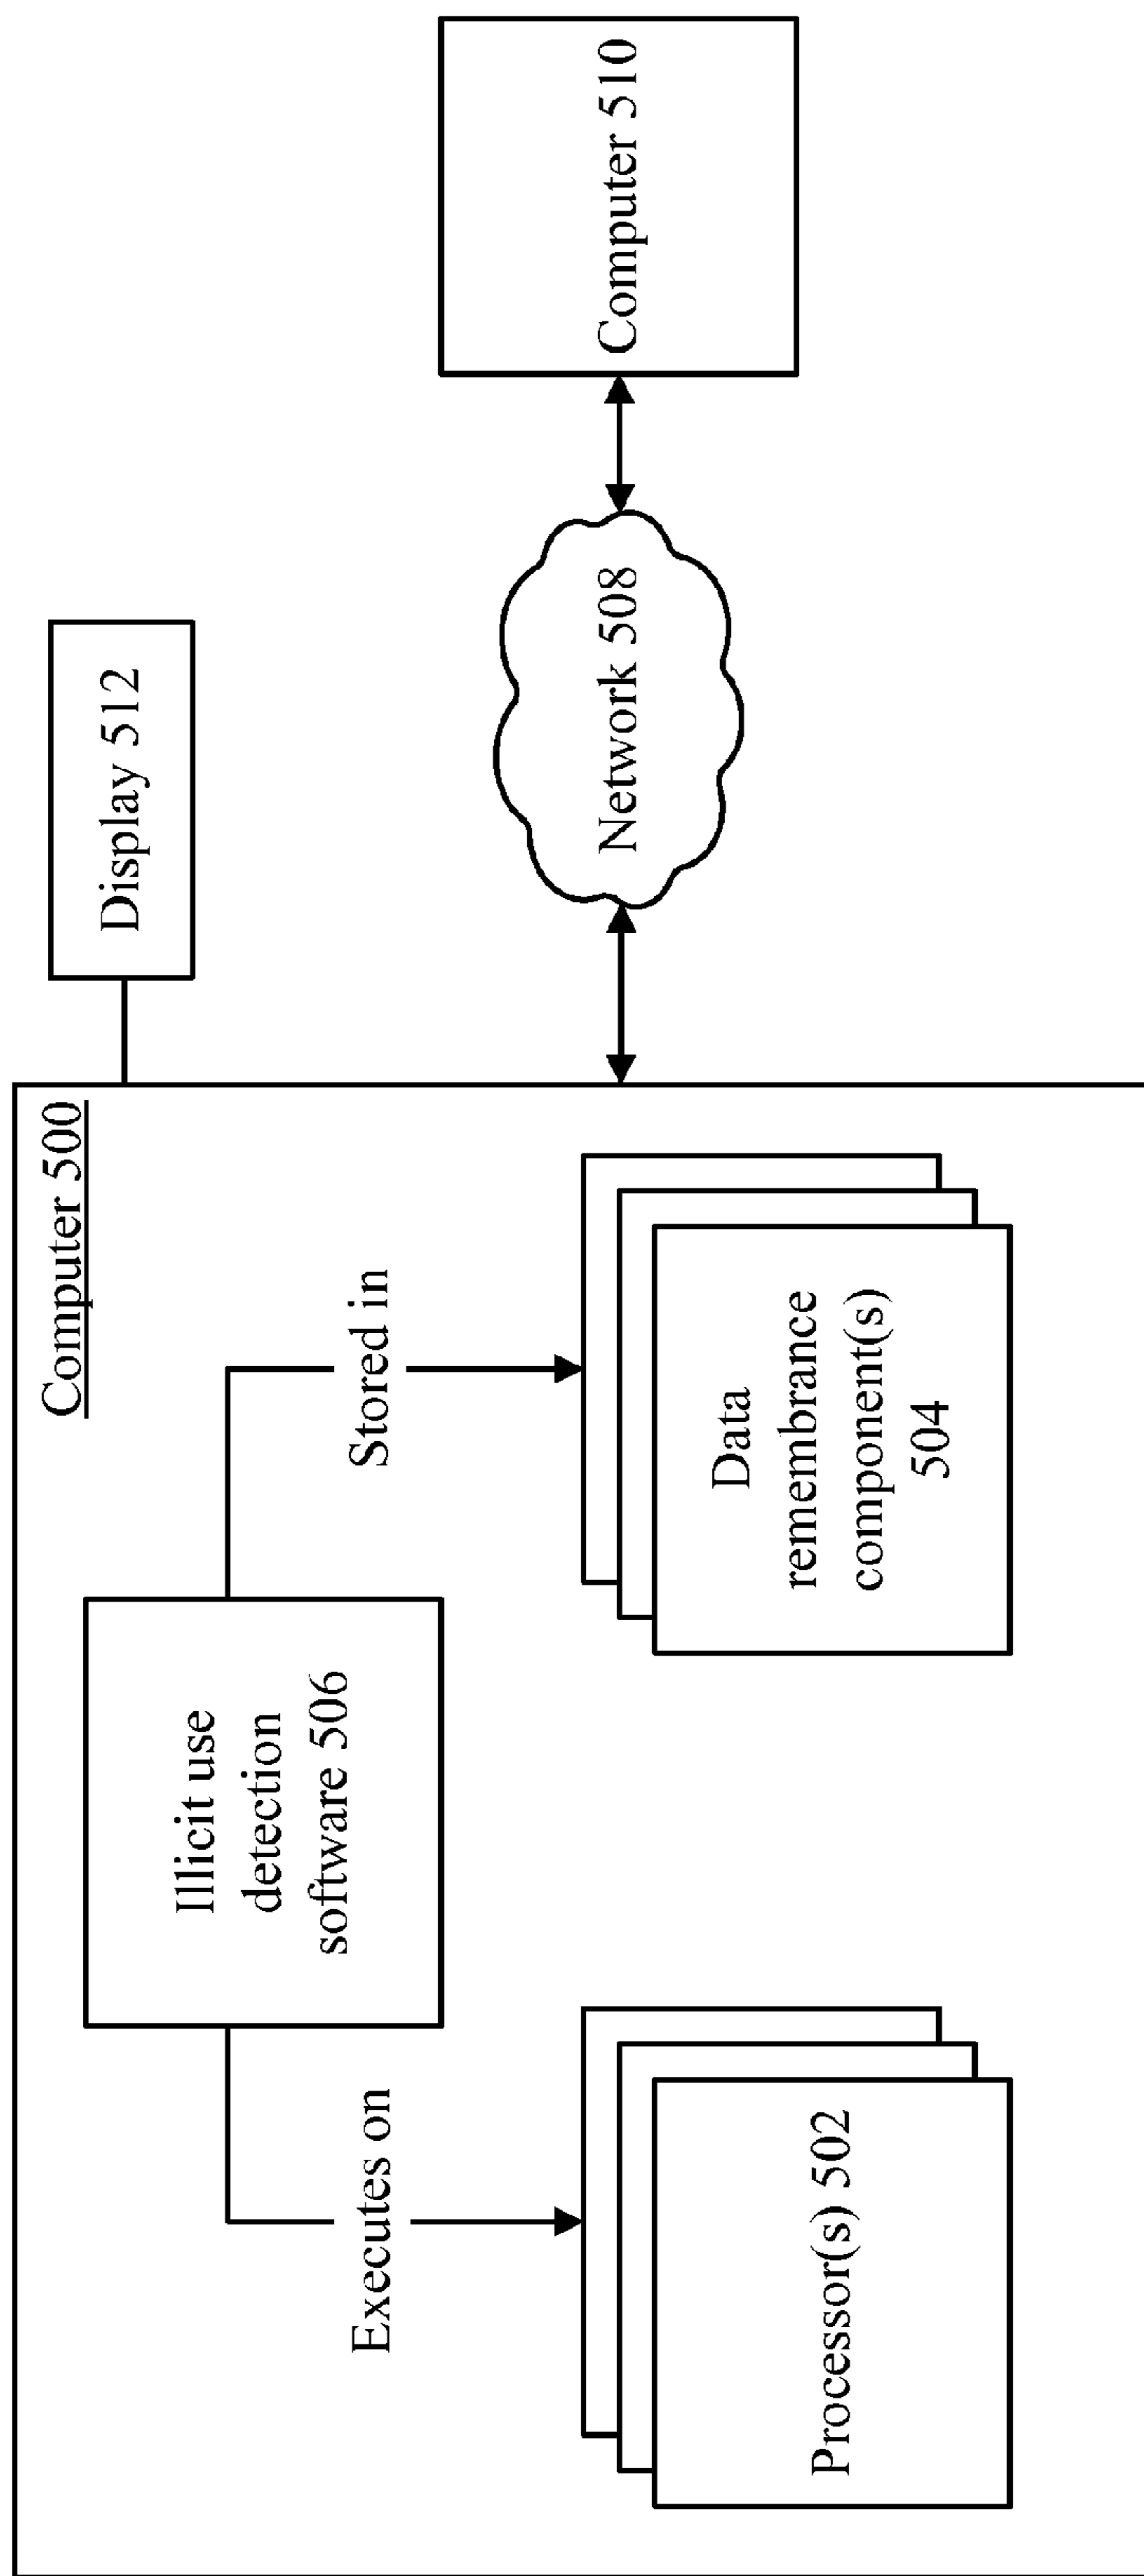 Computer 500
Illicit use
detection
software 506
Executes on
Stored in
Processor(s) 502
Data
remembrance
component(s)
504
Display 512
Network 508
Computer 510